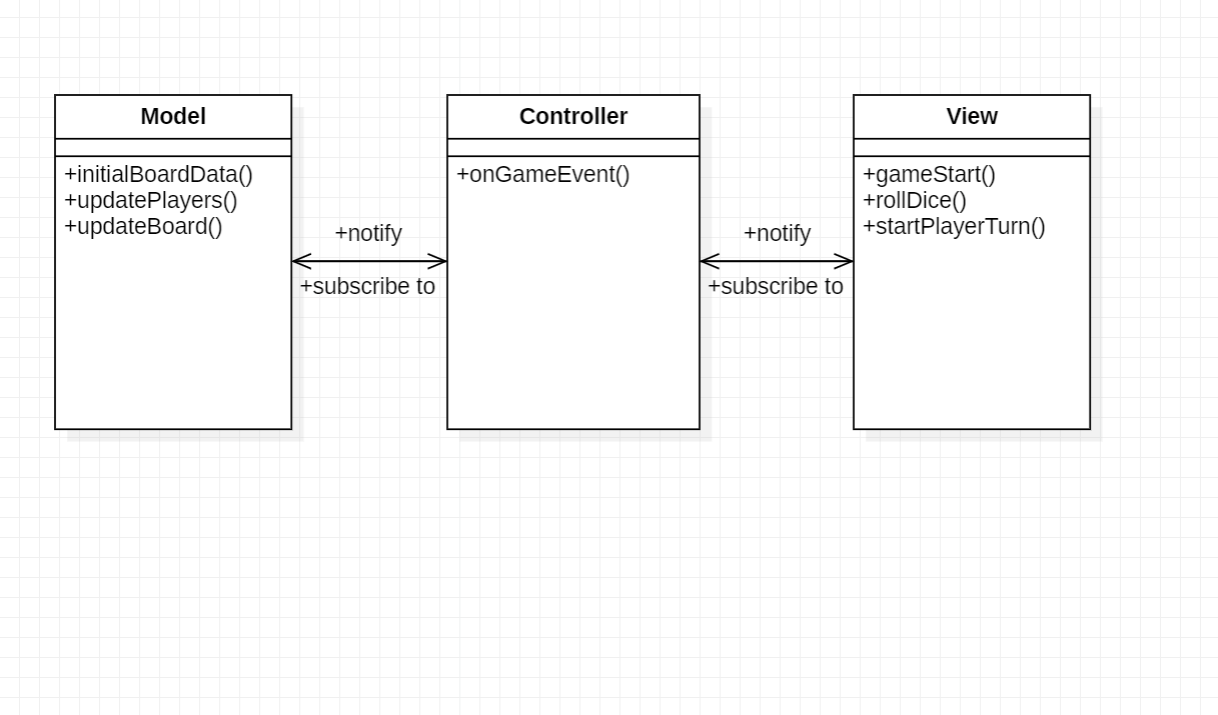 Model
+initialBoardData()
+updatePlayers()
+updateBoard()
+notify
+subscribe to
Controller
+onGameEvent()
+notify
+subscribe to
View
+gameStart()
+rollDice()
+startPlayerTurn()